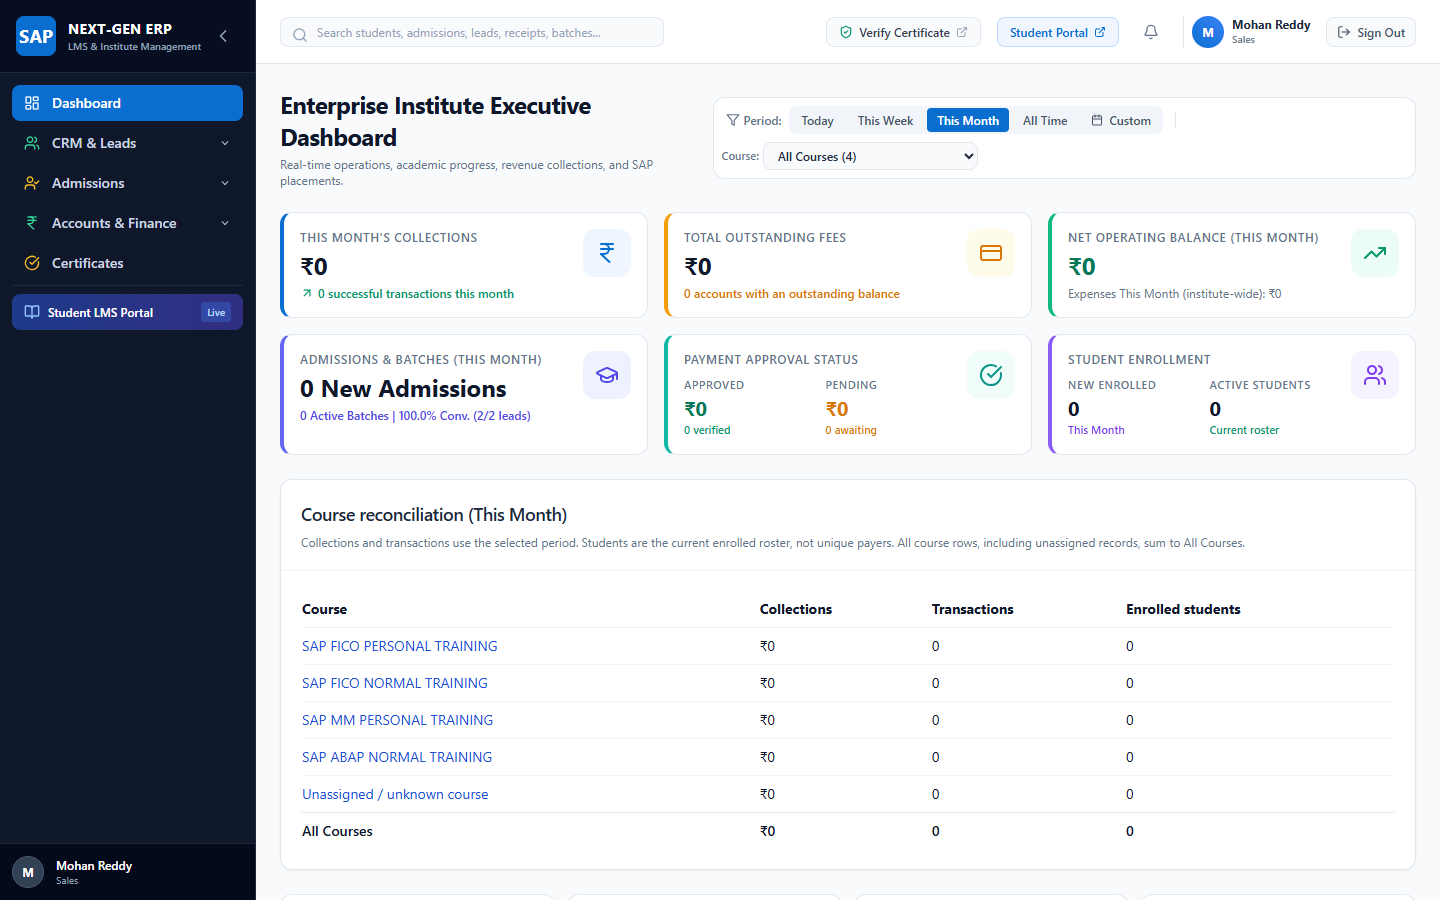 SAP
NEXT-GEN ERP
LMS & Institute Management
Search students, admissions, leads, receipts, batches...
Verify Certificate
Student Portal
M
Mohan Reddy
Sales
Sign Out
Dashboard
CRM & Leads
Admissions
Accounts & Finance
Certificates
Student LMS Portal
Live
Enterprise Institute Executive
Dashboard
Real-time operations, academic progress, revenue collections, and SAP
placements.
Period:
Today
This Week
This Month
All Time
Custom
Course:
All Courses (4)
THIS MONTH'S COLLECTIONS
₹0
0 successful transactions this month
TOTAL OUTSTANDING FEES
₹0
0 accounts with an outstanding balance
NET OPERATING BALANCE (THIS MONTH)
₹0
Expenses This Month (institute-wide): ₹0
ADMISSIONS & BATCHES (THIS MONTH)
0 New Admissions
0 Active Batches | 100.0% Conv. (2/2 leads)
PAYMENT APPROVAL STATUS
APPROVED
₹0
0 verified
PENDING
₹0
0 awaiting
STUDENT ENROLLMENT
NEW ENROLLED
0
This Month
ACTIVE STUDENTS
0
Current roster
Course reconciliation (This Month)
Collections and transactions use the selected period. Students are the current enrolled roster, not unique payers. All course rows, including unassigned records, sum to All Courses.
Course Collections Transactions Enrolled students
SAP FICO PERSONAL TRAINING ₹0 0 0
SAP FICO NORMAL TRAINING ₹0 0 0
SAP MM PERSONAL TRAINING ₹0 0 0
SAP ABAP NORMAL TRAINING ₹0 0 0
Unassigned / unknown course ₹0 0 0
All Courses ₹0 0 0
M
Mohan Reddy
Sales